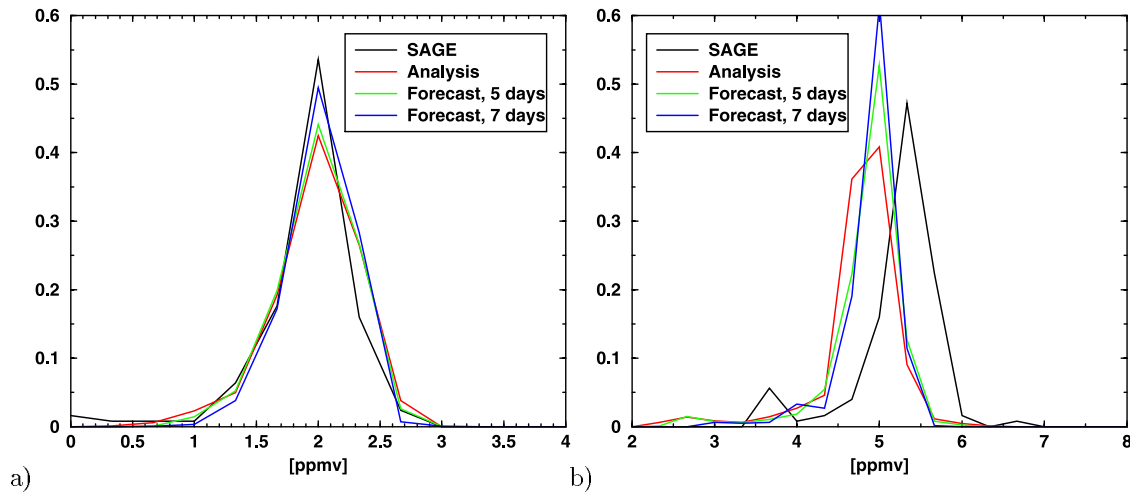 0.6
0.5
0.4
0.3
0.2
0.1
0
0 0.5 1 1.5 2 2.5 3 3.5 4
[ppmv]
SAGE
Analysis
Forecast, 5 days
Forecast, 7 days
a)
0.6
0.5
0.4
0.3
0.2
0.1
0
2 3 4 5 6 7 8
[ppmv]
SAGE
Analysis
Forecast, 5 days
Forecast, 7 days
b)